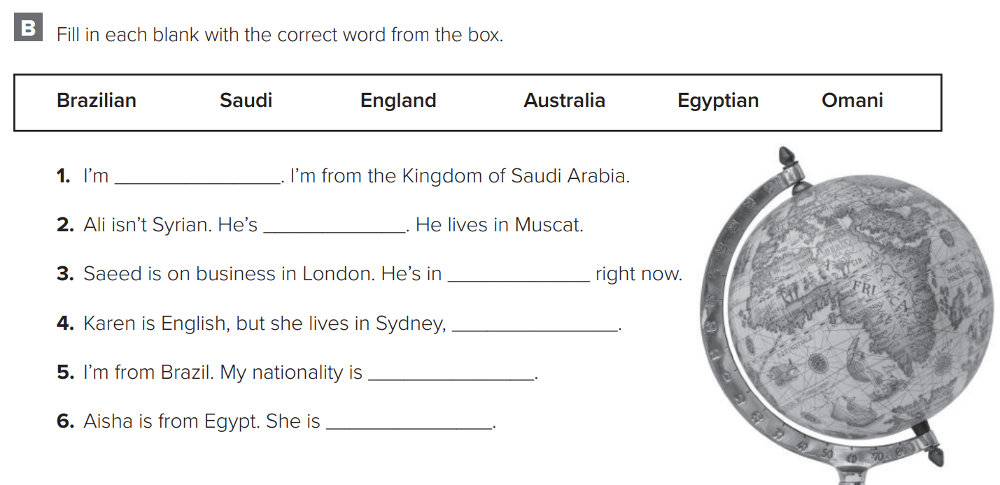 B Fill in each blank with the correct word from the box.
Brazilian Saudi England Australia Egyptian Omani
1. I’m ________________. I’m from the Kingdom of Saudi Arabia.
2. Ali isn’t Syrian. He’s ______________. He lives in Muscat.
3. Saeed is on business in London. He’s in ______________ right now.
4. Karen is English, but she lives in Sydney, ________________.
5. I’m from Brazil. My nationality is ________________.
6. Aisha is from Egypt. She is ________________.